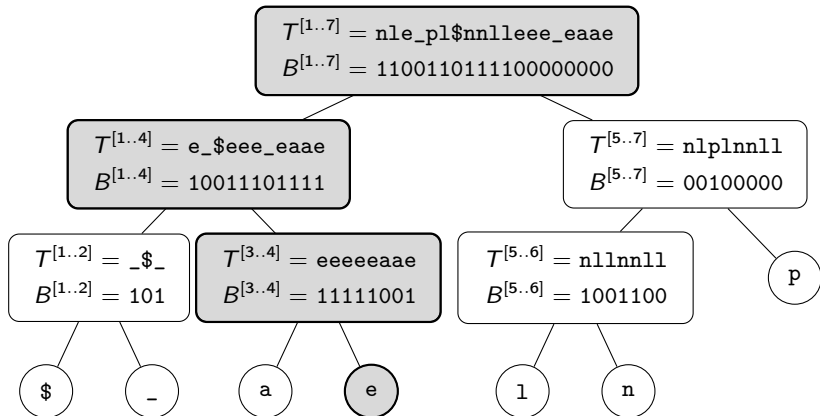 T^[1..7] = nle_pl$nnlleee_eaae
B^[1..7] = 1100110111100000000
T^[1..4] = e_$eee_eaae
B^[1..4] = 10011101111
T^[5..7] = nlplnnll
B^[5..7] = 00100000
T^[1..2] = _$_
B^[1..2] = 101
T^[3..4] = eeeeeaae
B^[3..4] = 11111001
T^[5..6] = nllnnll
B^[5..6] = 1001100
p
$
_
a
e
l
n